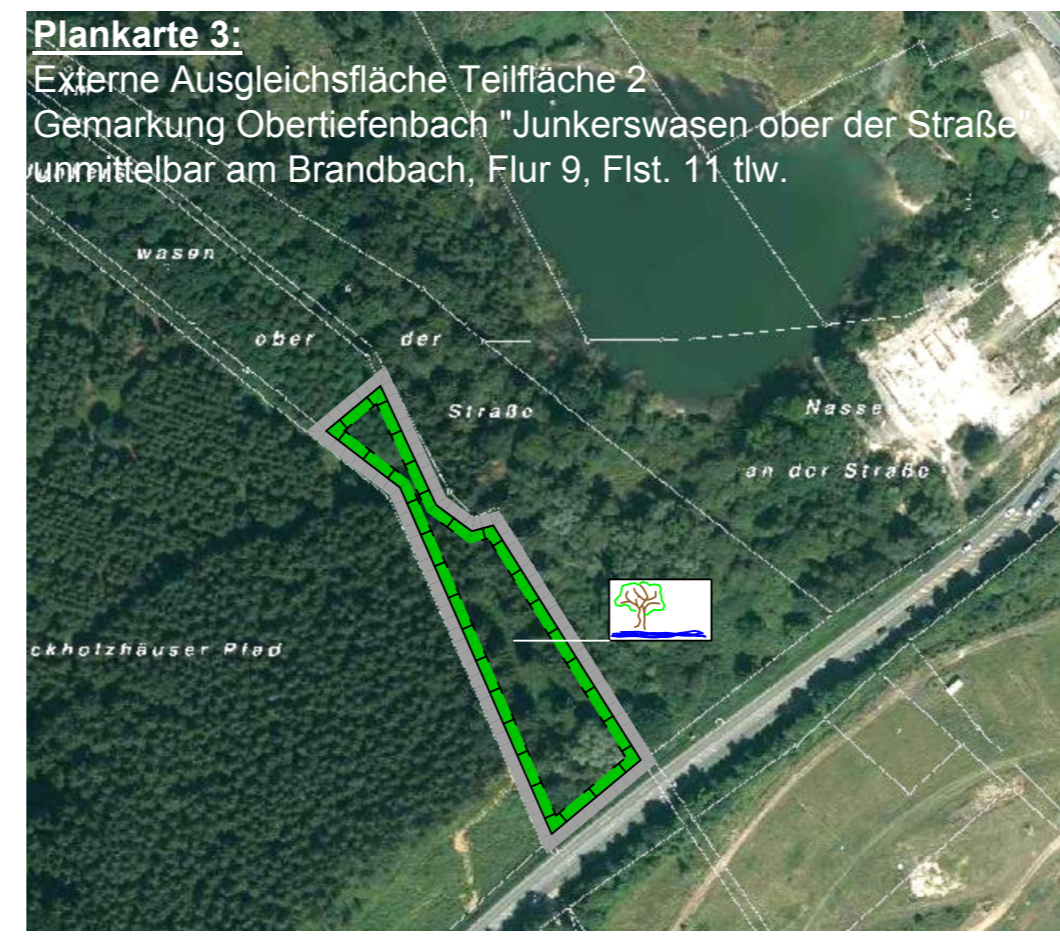 Plankarte 3:
Externe Ausgleichsfläche Teilfläche 2
Gemarkung Obertiefenbach "Junkerswasen ober der Straße"
unmittelbar am Brandbach, Flur 9, Flst. 11 tlw.
Junkers-
wasen
ober der
Straße
Nasse
an der Straße
ckholzhäuser Pfad